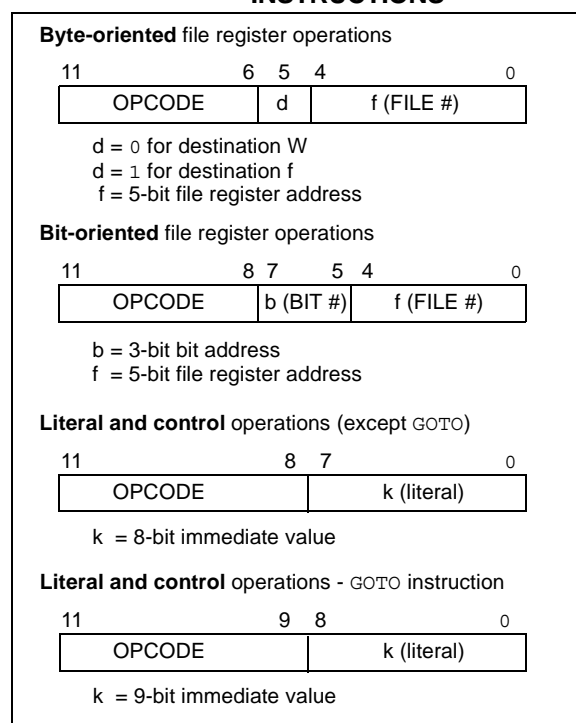 INSTRUCTIONS
Byte-oriented file register operations
11 6 5 4 0
OPCODE d f (FILE #)
d = 0 for destination W
d = 1 for destination f
f = 5-bit file register address
Bit-oriented file register operations
11 8 7 5 4 0
OPCODE b (BIT #) f (FILE #)
b = 3-bit bit address
f = 5-bit file register address
Literal and control operations (except GOTO)
11 8 7 0
OPCODE k (literal)
k = 8-bit immediate value
Literal and control operations - GOTO instruction
11 9 8 0
OPCODE k (literal)
k = 9-bit immediate value